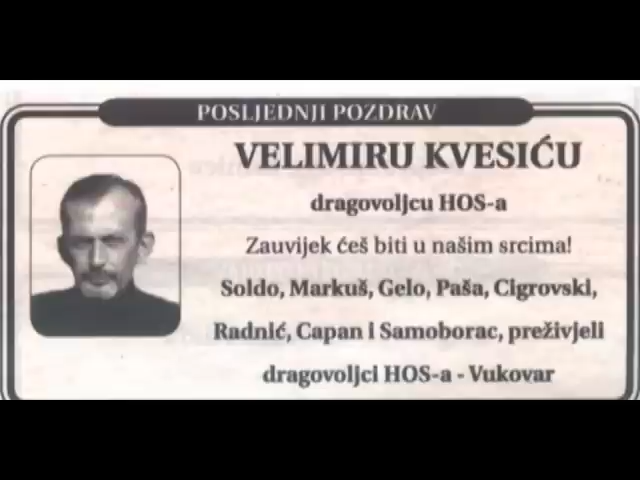 POSLJEDNJI POZDRAV
VELIMIRU KVESIĆU
dragovoljcu HOS-a
Zauvijek ćeš biti u našim srcima!
Soldo, Markuš, Gelo, Paša, Cigrovski,
Radnić, Capan i Samoborac, preživjeli
dragovoljci HOS-a - Vukovar